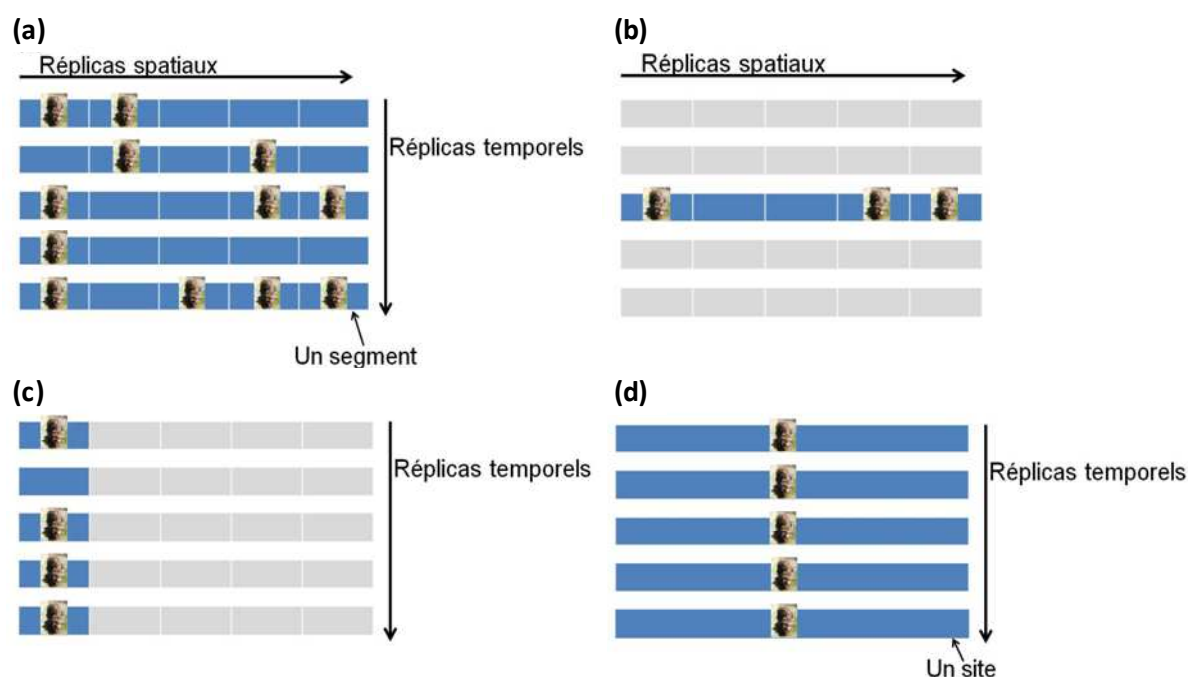 (a)
Réplicas spatiaux
Réplicas temporels
Un segment
(b)
Réplicas spatiaux
(c)
Réplicas temporels
(d)
Réplicas temporels
Un site